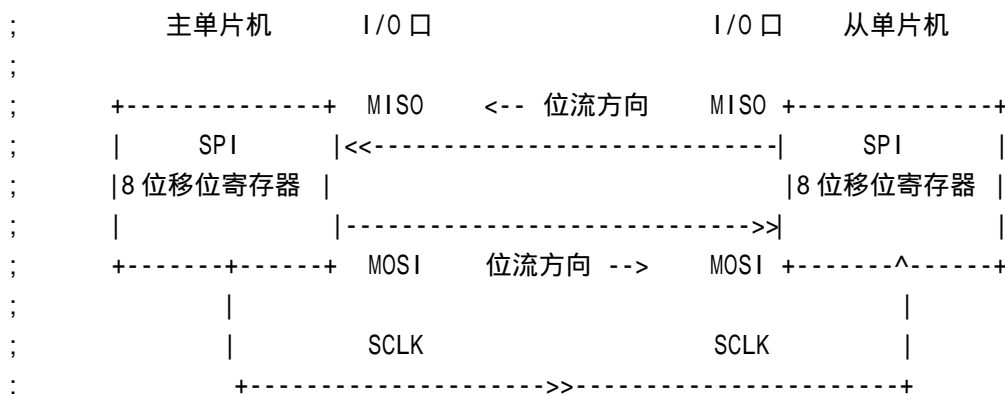 ;           主单片机      I/O 口                    I/O 口    从单片机
;
;      +--------------+  MISO    <-- 位流方向    MISO +--------------+
;      |      SPI     |<<-----------------------------|      SPI     |
;      |8 位移位寄存器 |                               |8 位移位寄存器 |
;      |              |----------------------------->>|              |
;      +-------+------+  MOSI    位流方向 -->    MOSI +-------^------+
;              |                                              |
;              |         SCLK                    SCLK         |
;              +---------------------->>----------------------+